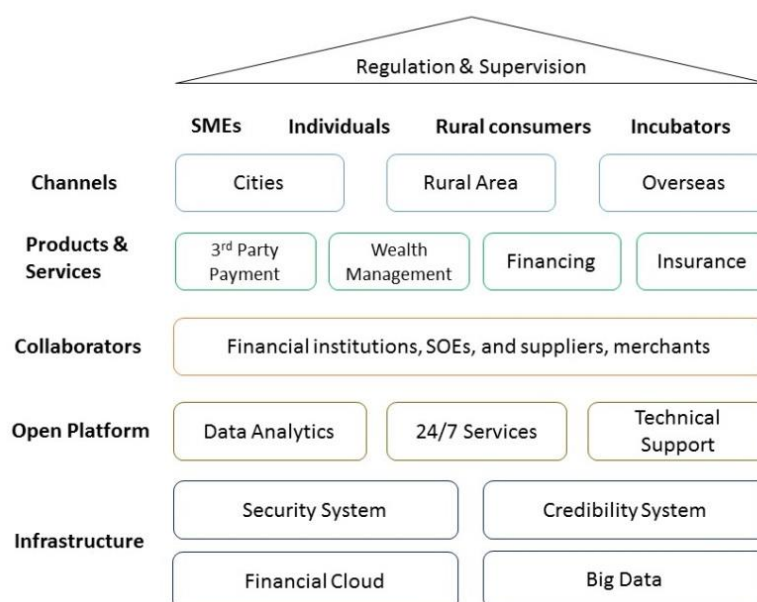 Regulation & Supervision
SMEs Individuals Rural consumers Incubators
Channels Cities Rural Area Overseas
Products &
Services
3rd Party
Payment
Wealth
Management
Financing
Insurance
Collaborators Financial institutions, SOEs, and suppliers, merchants
Open Platform Data Analytics 24/7 Services
Technical
Support
Infrastructure
Security System Credibility System
Financial Cloud Big Data